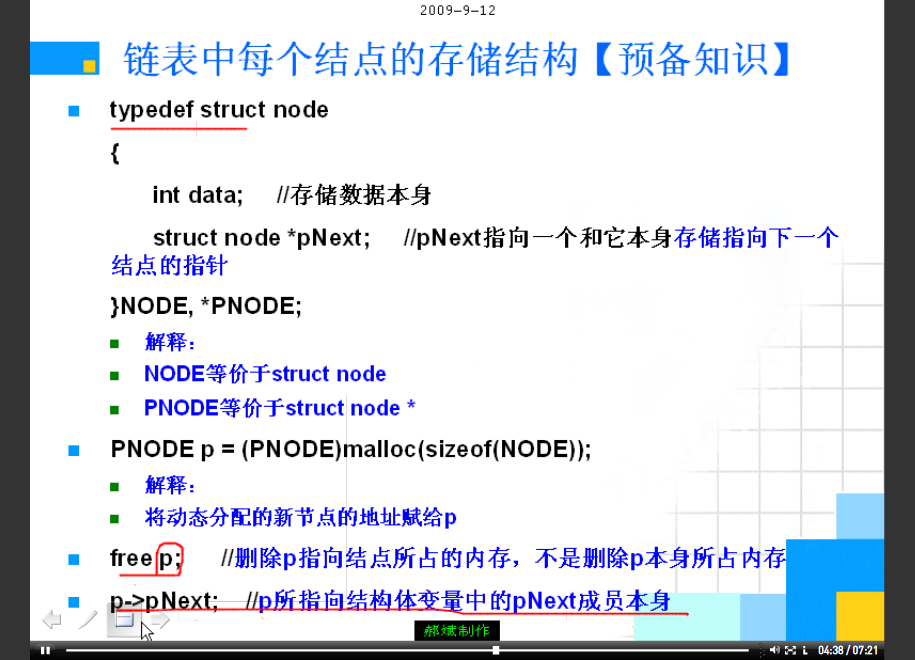 2009-9-12
链表中每个结点的存储结构【预备知识】
typedef struct node
{
int data; //存储数据本身
struct node *pNext; //pNext指向一个和它本身存储指向下一个
结点的指针
}NODE, *PNODE;
解释：
NODE等价于struct node
PNODE等价于struct node *
PNODE p = (PNODE)malloc(sizeof(NODE));
解释：
将动态分配的新节点的地址赋给p
free p; //删除p指向结点所占的内存，不是删除p本身所占内存
p->pNext; //p所指向结构体变量中的pNext成员本身
郝斌制作
04:38/07:21